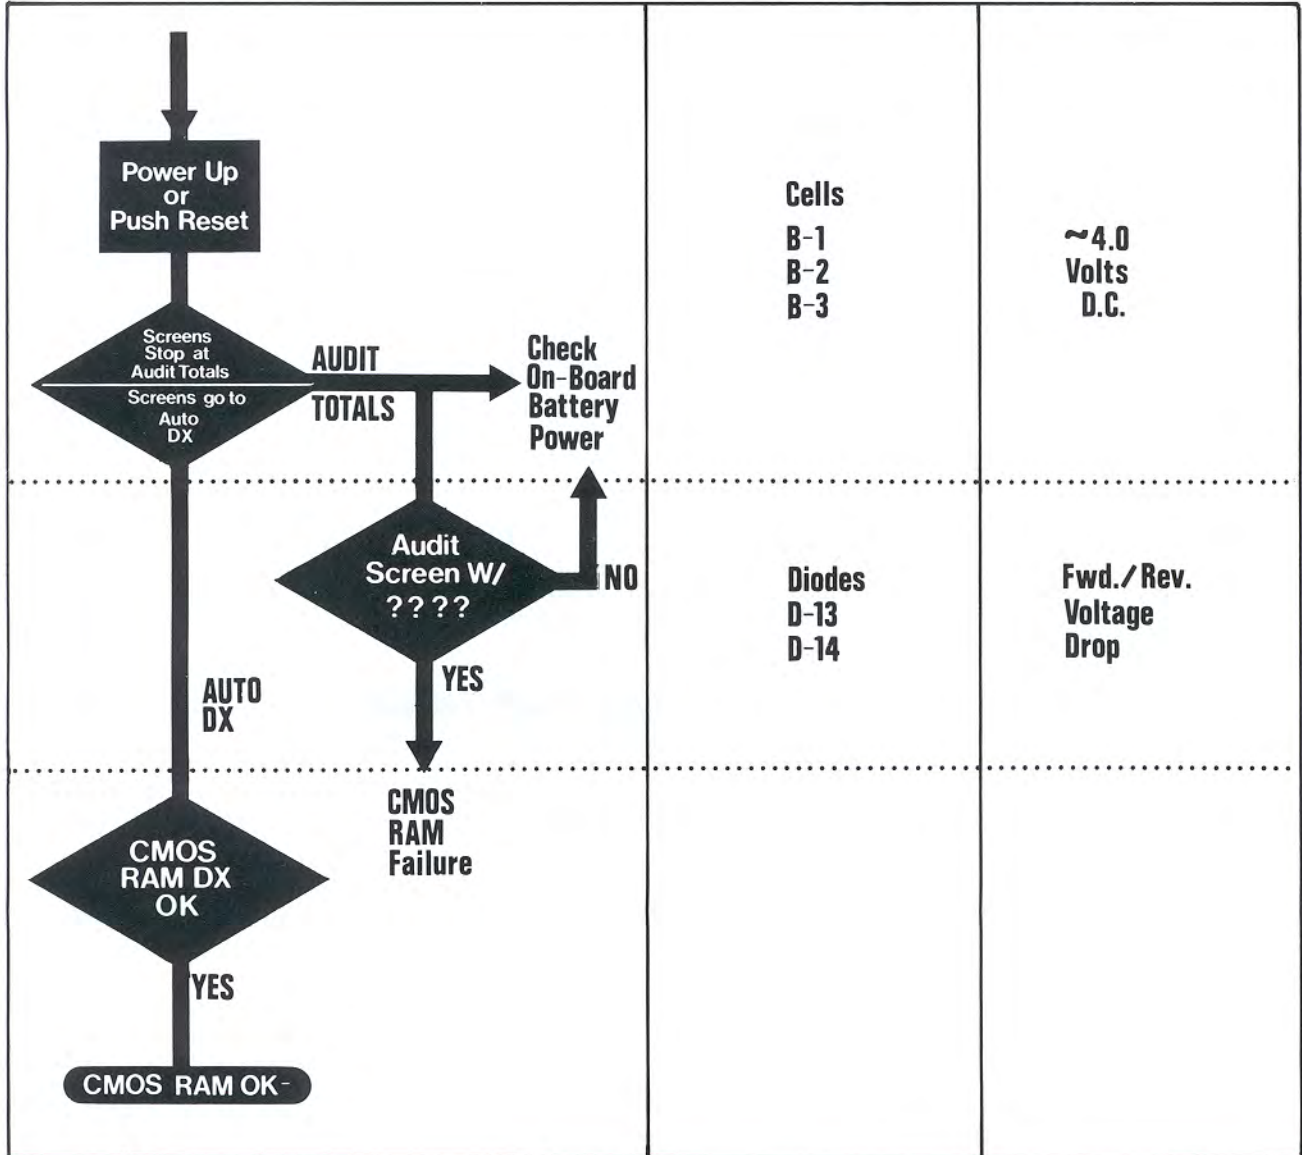 Power Up
or
Push Reset
Screens
Stop at
Audit Totals
Screens go to
Auto
DX
AUDIT
TOTALS
Check
On-Board
Battery
Power
Cells
B-1
B-2
B-3
~4.0
Volts
D.C.
Audit
Screen W/
????
NO
YES
AUTO
DX
Diodes
D-13
D-14
Fwd./Rev.
Voltage
Drop
CMOS
RAM
Failure
CMOS
RAM DX
OK
YES
CMOS RAM OK-